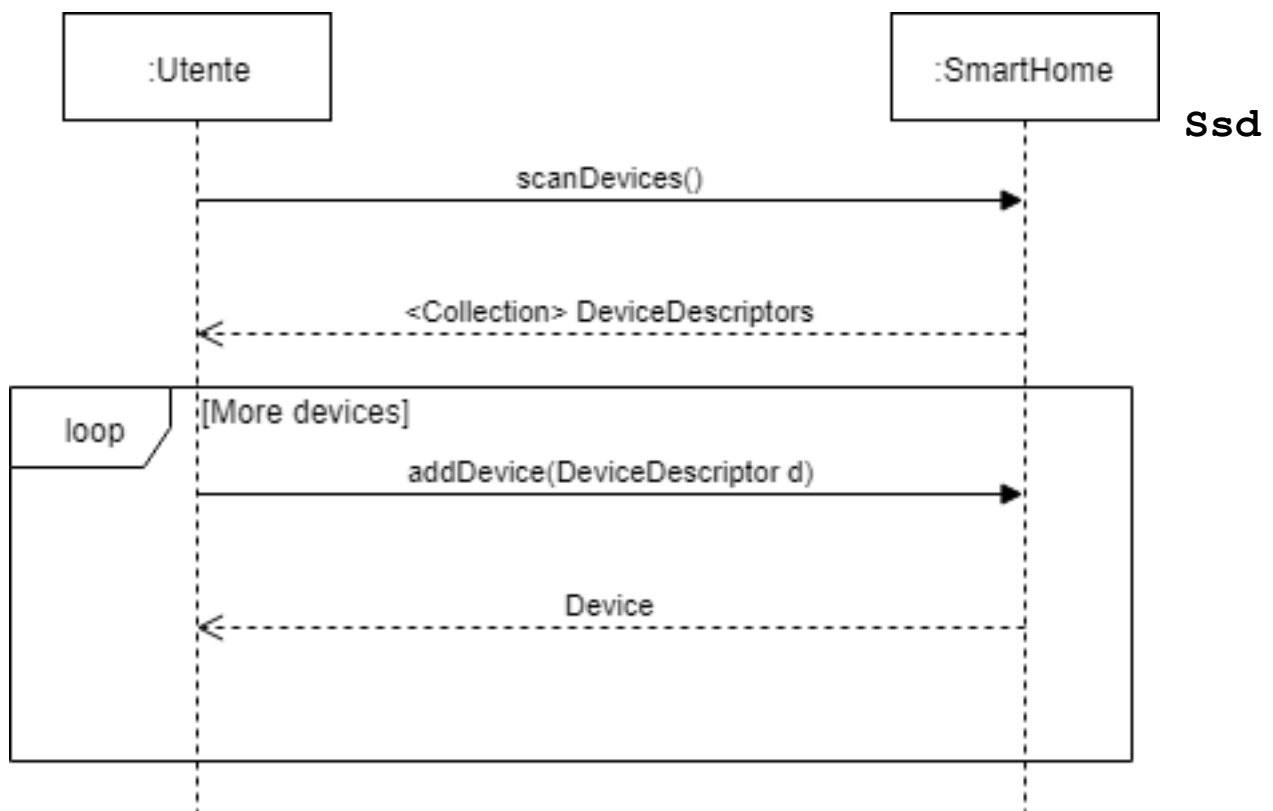 :Utente
:SmartHome
Ssd
scanDevices()
<Collection> DeviceDescriptors
loop
[More devices]
addDevice(DeviceDescriptor d)
Device